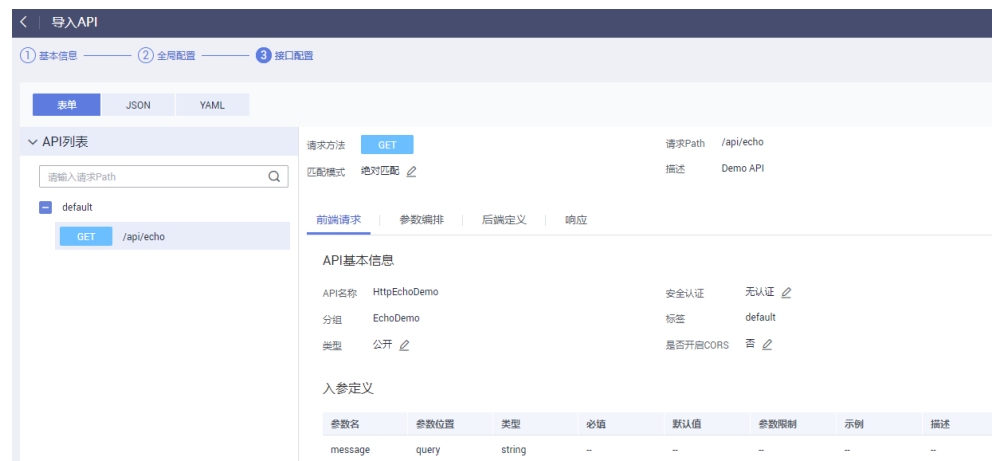 导入API
1 基本信息 2 全局配置 3 接口配置
表单 JSON YAML
API列表
请输入请求Path
default
GET /api/echo
请求方法 GET 请求Path /api/echo
匹配模式 绝对匹配 描述 Demo API
前端请求 参数编排 后端定义 响应
API基本信息
API名称 HttpEchoDemo 安全认证 无认证
分组 EchoDemo 标签 default
类型 公开 是否开启CORS 否
入参定义
参数名 参数位置 类型 必填 默认值 参数限制 示例 描述
message query string -- -- -- -- --